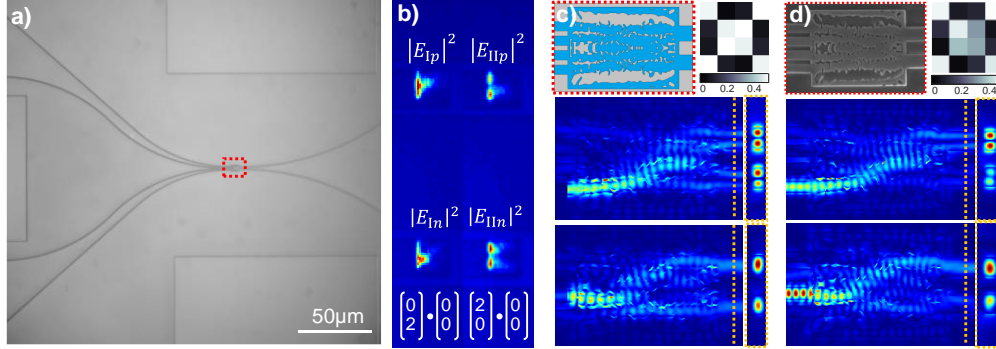 a)
50μm
b)
|E_Ip|² |E_IIp|²
|E_In|² |E_IIn|²
(0 2)•(0 0) (2 0)•(0 0)
c)
0 0.2 0.4
d)
0 0.2 0.4